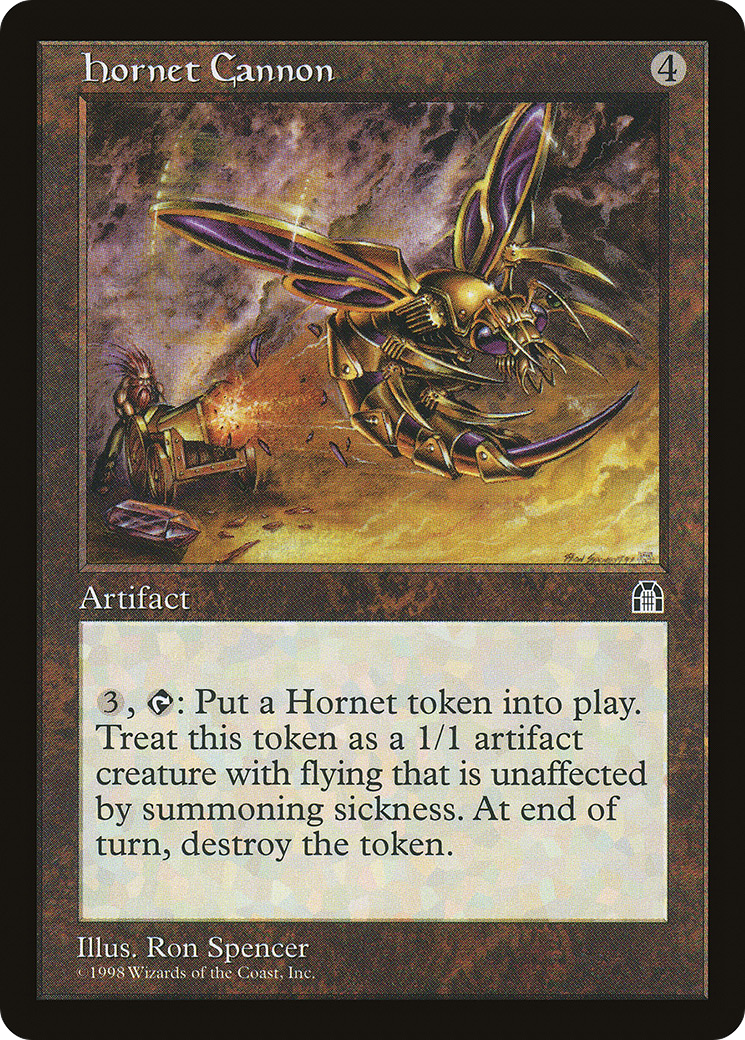 Hornet Cannon
4
Artifact
3, : Put a Hornet token into play.
Treat this token as a 1/1 artifact
creature with flying that is unaffected
by summoning sickness. At end of
turn, destroy the token.
Illus. Ron Spencer
©1998 Wizards of the Coast, Inc.